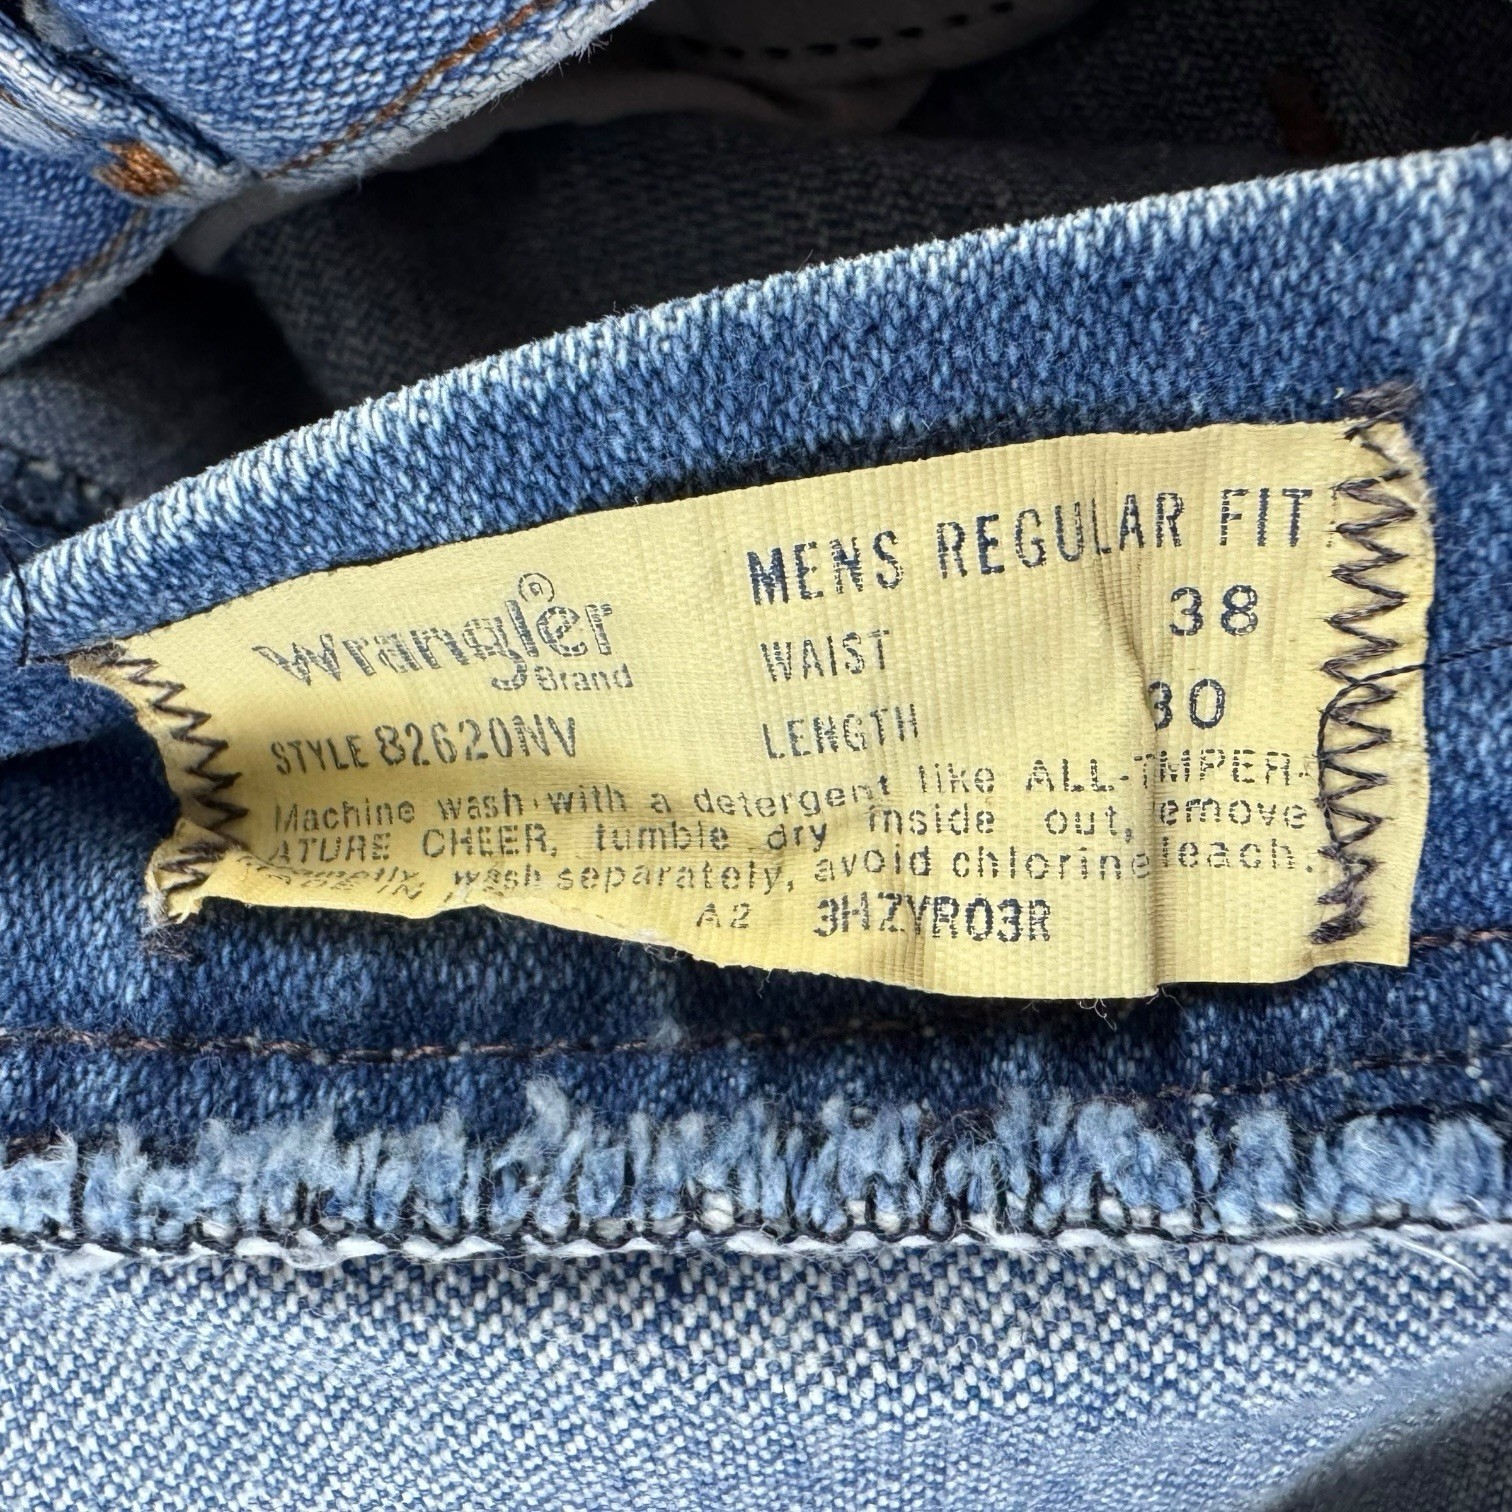 MENS REGULAR FIT
Wrangler®
Brand
WAIST 38
STYLE 82620NV
LENGTH 30
Machine wash with a detergent like ALL-TMPER-
ATURE CHEER, tumble dry inside out, emove
wash separately, avoid chlorine leach.
A2 3HZYR03R